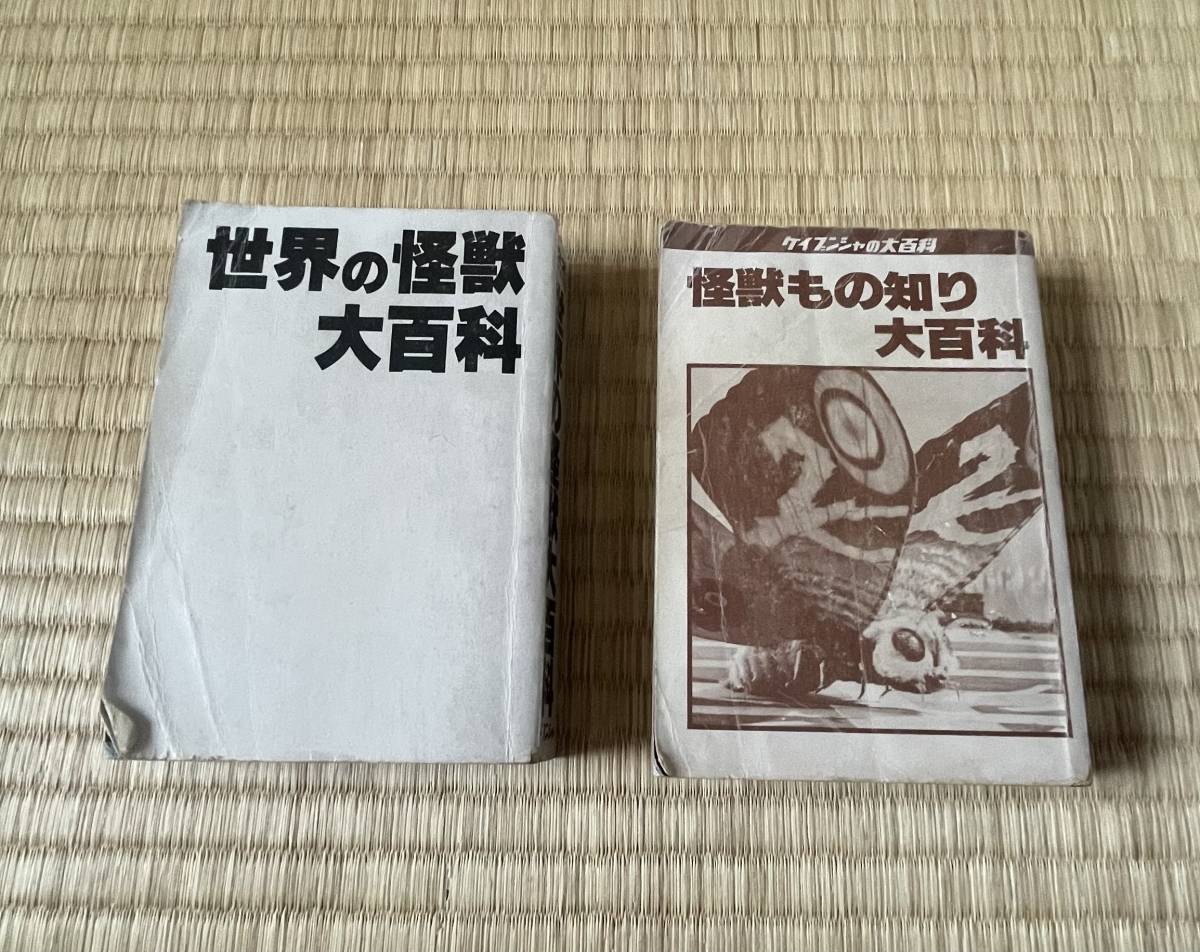 世界の怪獣
大百科
ケイブンシャの大百科
怪獣もの知り
大百科